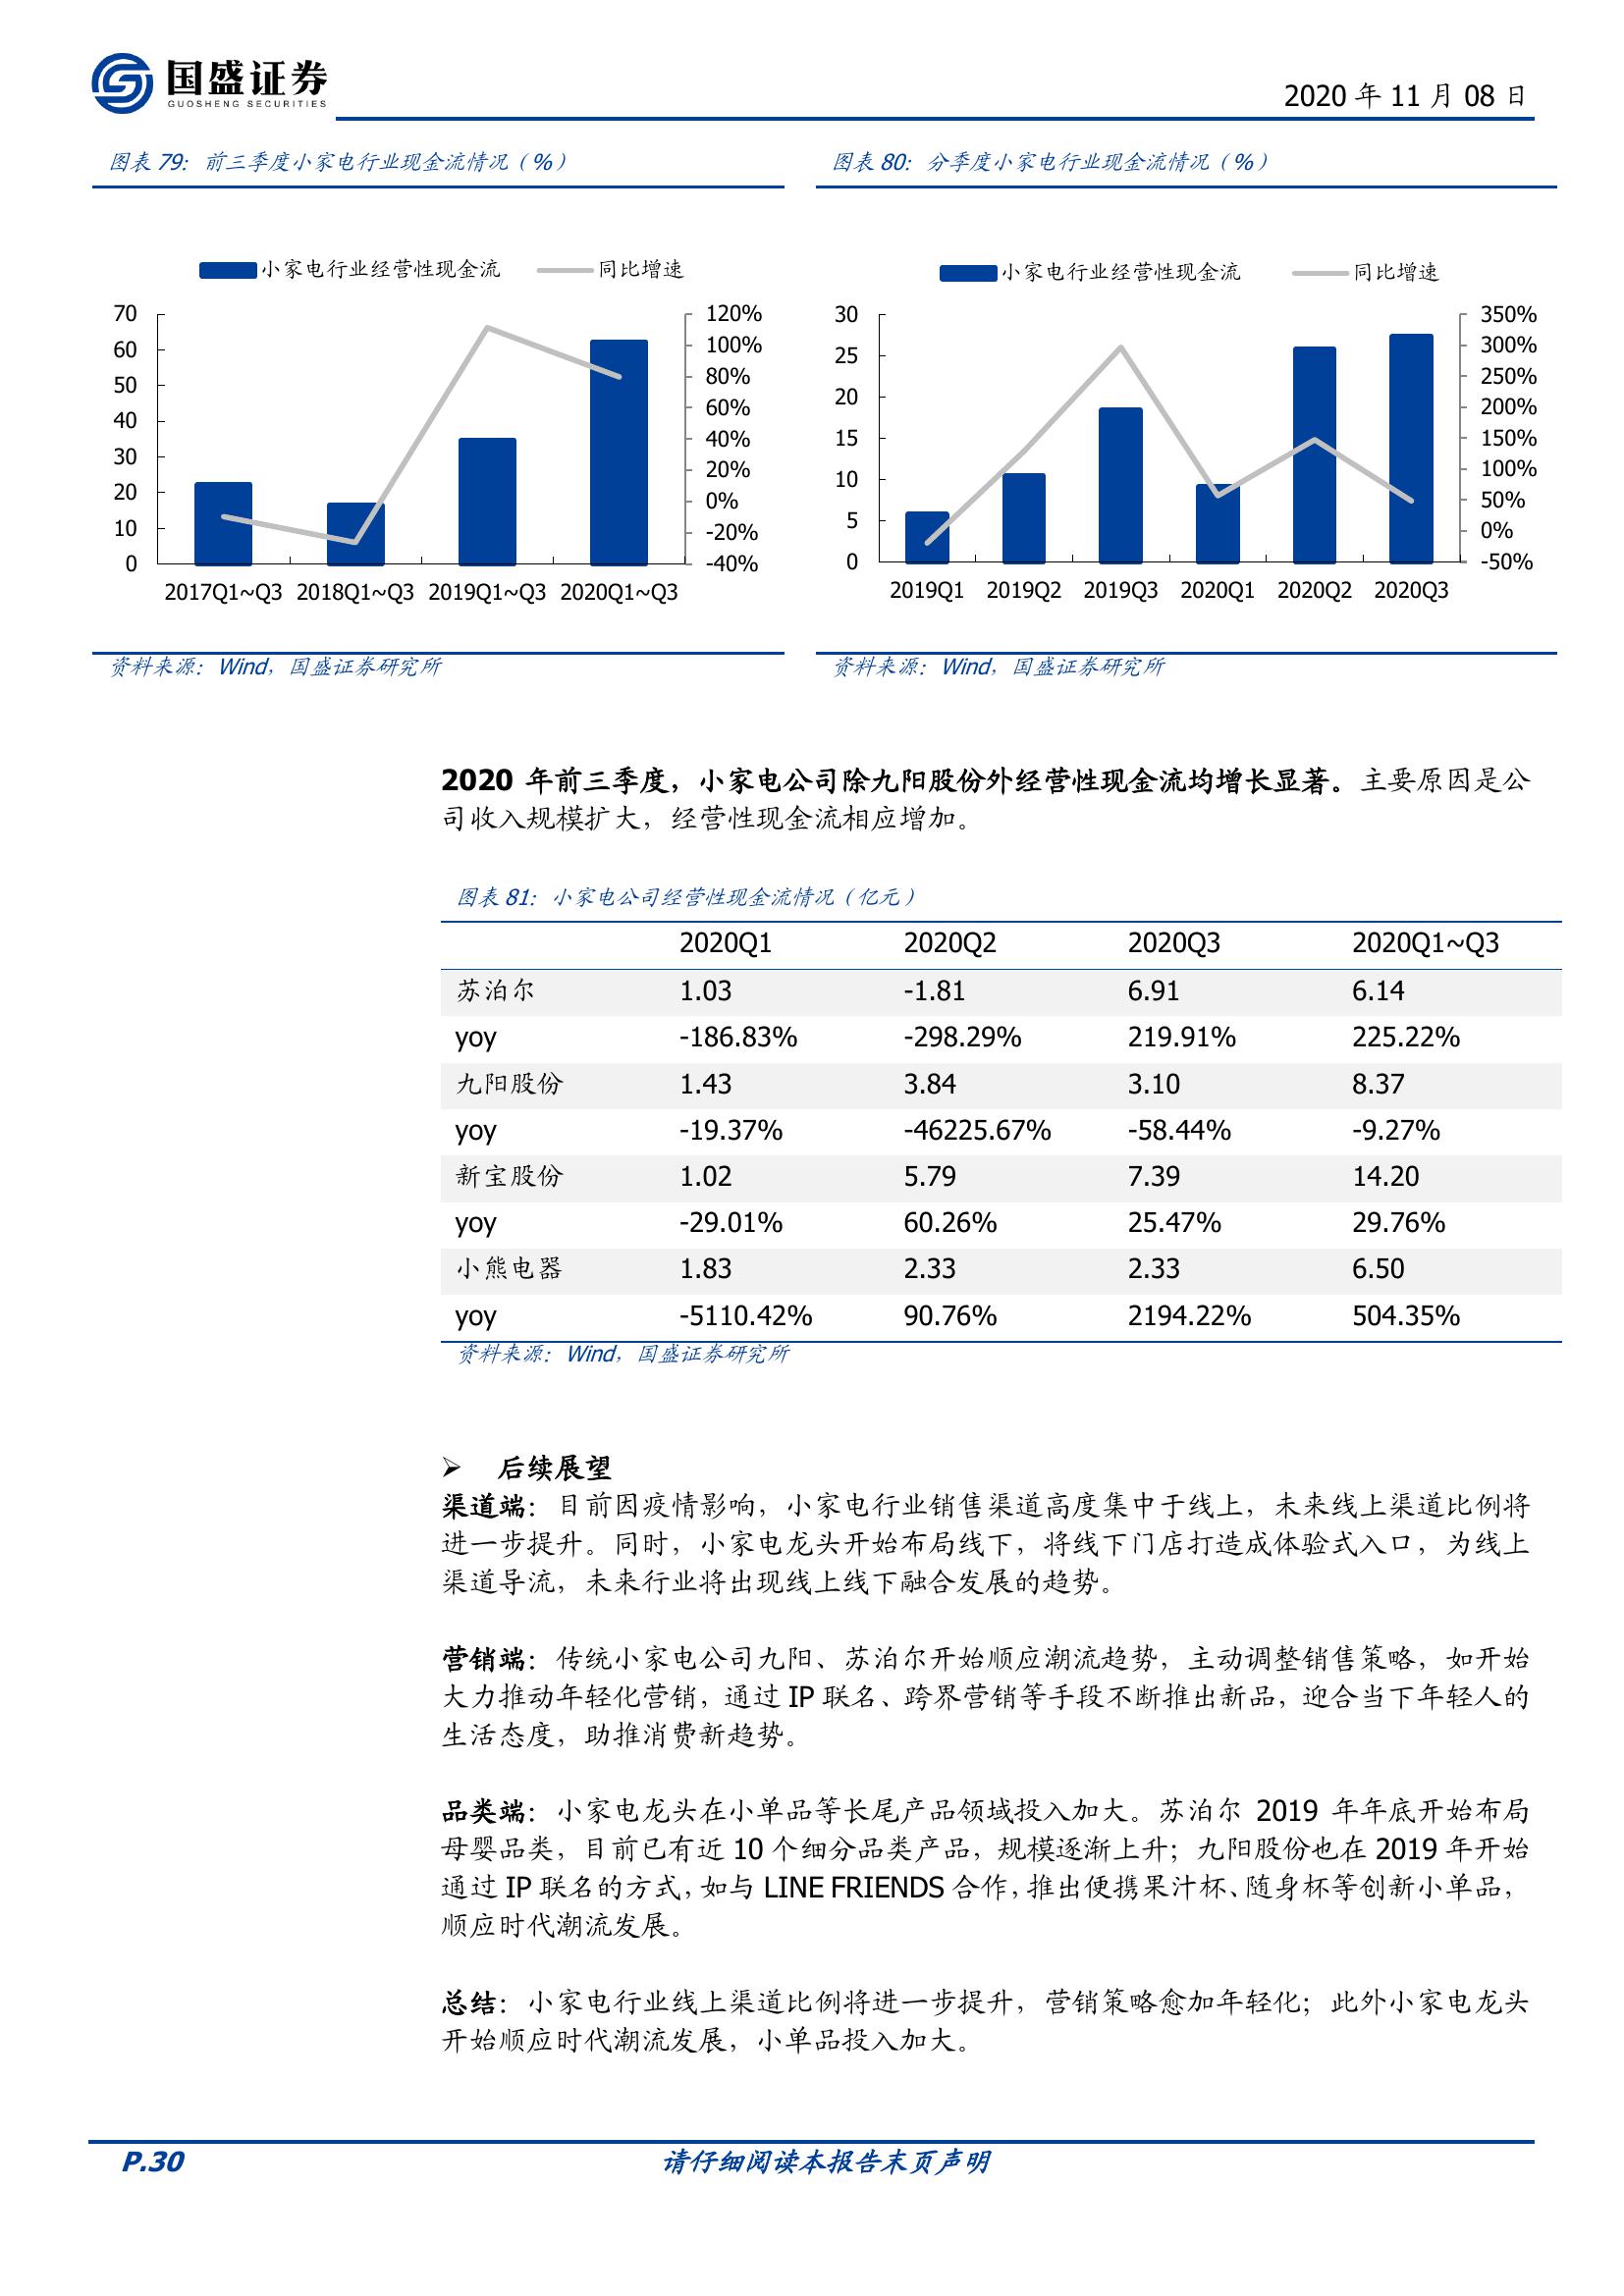 国盛证券
GUOSHENG SECURITIES
2020 年 11 月 08 日
图表 79：前三季度小家电行业现金流情况（%）
小家电行业经营性现金流 同比增速
70
60
50
40
30
20
10
0
120%
100%
80%
60%
40%
20%
0%
-20%
-40%
2017Q1~Q3 2018Q1~Q3 2019Q1~Q3 2020Q1~Q3
资料来源：Wind，国盛证券研究所
图表 80：分季度小家电行业现金流情况（%）
小家电行业经营性现金流 同比增速
30
25
20
15
10
5
0
350%
300%
250%
200%
150%
100%
50%
0%
-50%
2019Q1 2019Q2 2019Q3 2020Q1 2020Q2 2020Q3
资料来源：Wind，国盛证券研究所
2020 年前三季度，小家电公司除九阳股份外经营性现金流均增长显著。主要原因是公
司收入规模扩大，经营性现金流相应增加。
图表 81：小家电公司经营性现金流情况（亿元）
2020Q1 2020Q2 2020Q3 2020Q1~Q3
苏泊尔 1.03 -1.81 6.91 6.14
yoy -186.83% -298.29% 219.91% 225.22%
九阳股份 1.43 3.84 3.10 8.37
yoy -19.37% -46225.67% -58.44% -9.27%
新宝股份 1.02 5.79 7.39 14.20
yoy -29.01% 60.26% 25.47% 29.76%
小熊电器 1.83 2.33 2.33 6.50
yoy -5110.42% 90.76% 2194.22% 504.35%
资料来源：Wind，国盛证券研究所
➢ 后续展望
渠道端：目前因疫情影响，小家电行业销售渠道高度集中于线上，未来线上渠道比例将
进一步提升。同时，小家电龙头开始布局线下，将线下门店打造成体验式入口，为线上
渠道导流，未来行业将出现线上线下融合发展的趋势。
营销端：传统小家电公司九阳、苏泊尔开始顺应潮流趋势，主动调整销售策略，如开始
大力推动年轻化营销，通过 IP 联名、跨界营销等手段不断推出新品，迎合当下年轻人的
生活态度，助推消费新趋势。
品类端：小家电龙头在小单品等长尾产品领域投入加大。苏泊尔 2019 年年底开始布局
母婴品类，目前已有近 10 个细分品类产品，规模逐渐上升；九阳股份也在 2019 年开始
通过 IP 联名的方式，如与 LINE FRIENDS 合作，推出便携果汁杯、随身杯等创新小单品，
顺应时代潮流发展。
总结：小家电行业线上渠道比例将进一步提升，营销策略愈加年轻化；此外小家电龙头
开始顺应时代潮流发展，小单品投入加大。
P.30 请仔细阅读本报告末页声明